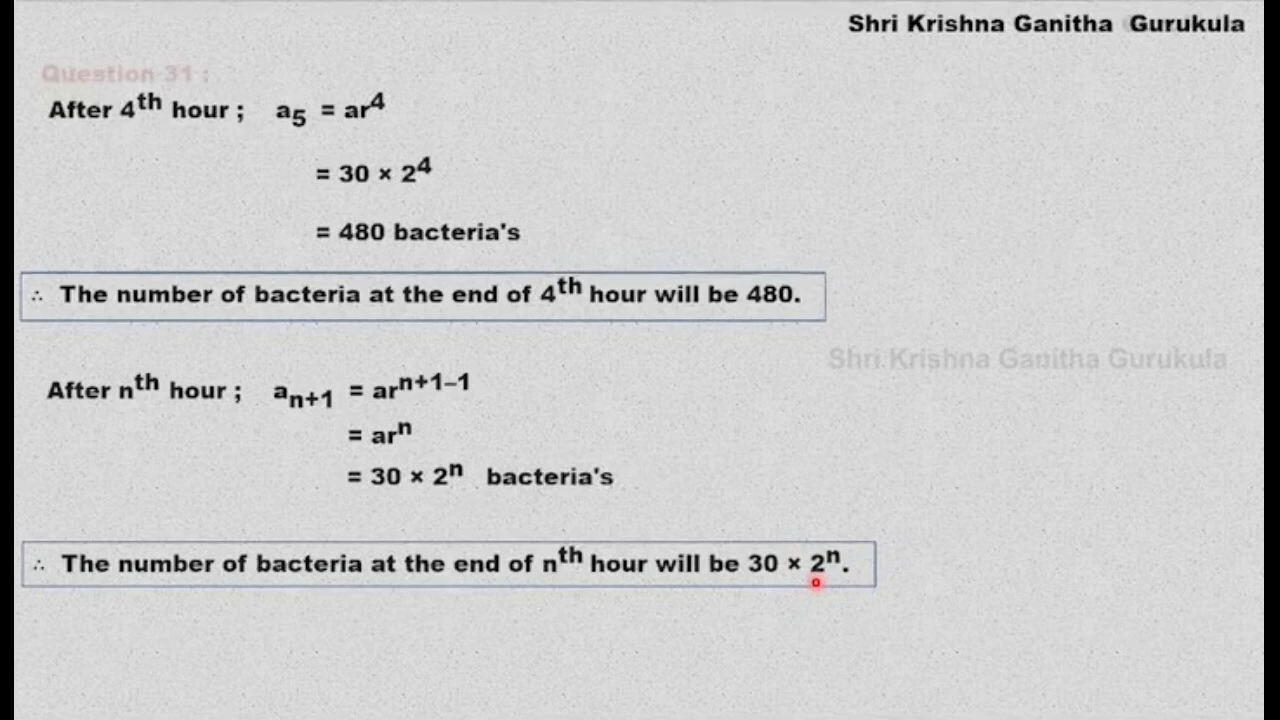 Shri Krishna Ganitha Gurukula
Question 31 :
After 4th hour ; a5 = ar4
= 30 × 24
= 480 bacteria's
∴ The number of bacteria at the end of 4th hour will be 480.
Shri Krishna Ganitha Gurukula
After nth hour ; an+1 = arn+1–1
= arn
= 30 × 2n bacteria's
∴ The number of bacteria at the end of nth hour will be 30 × 2n.